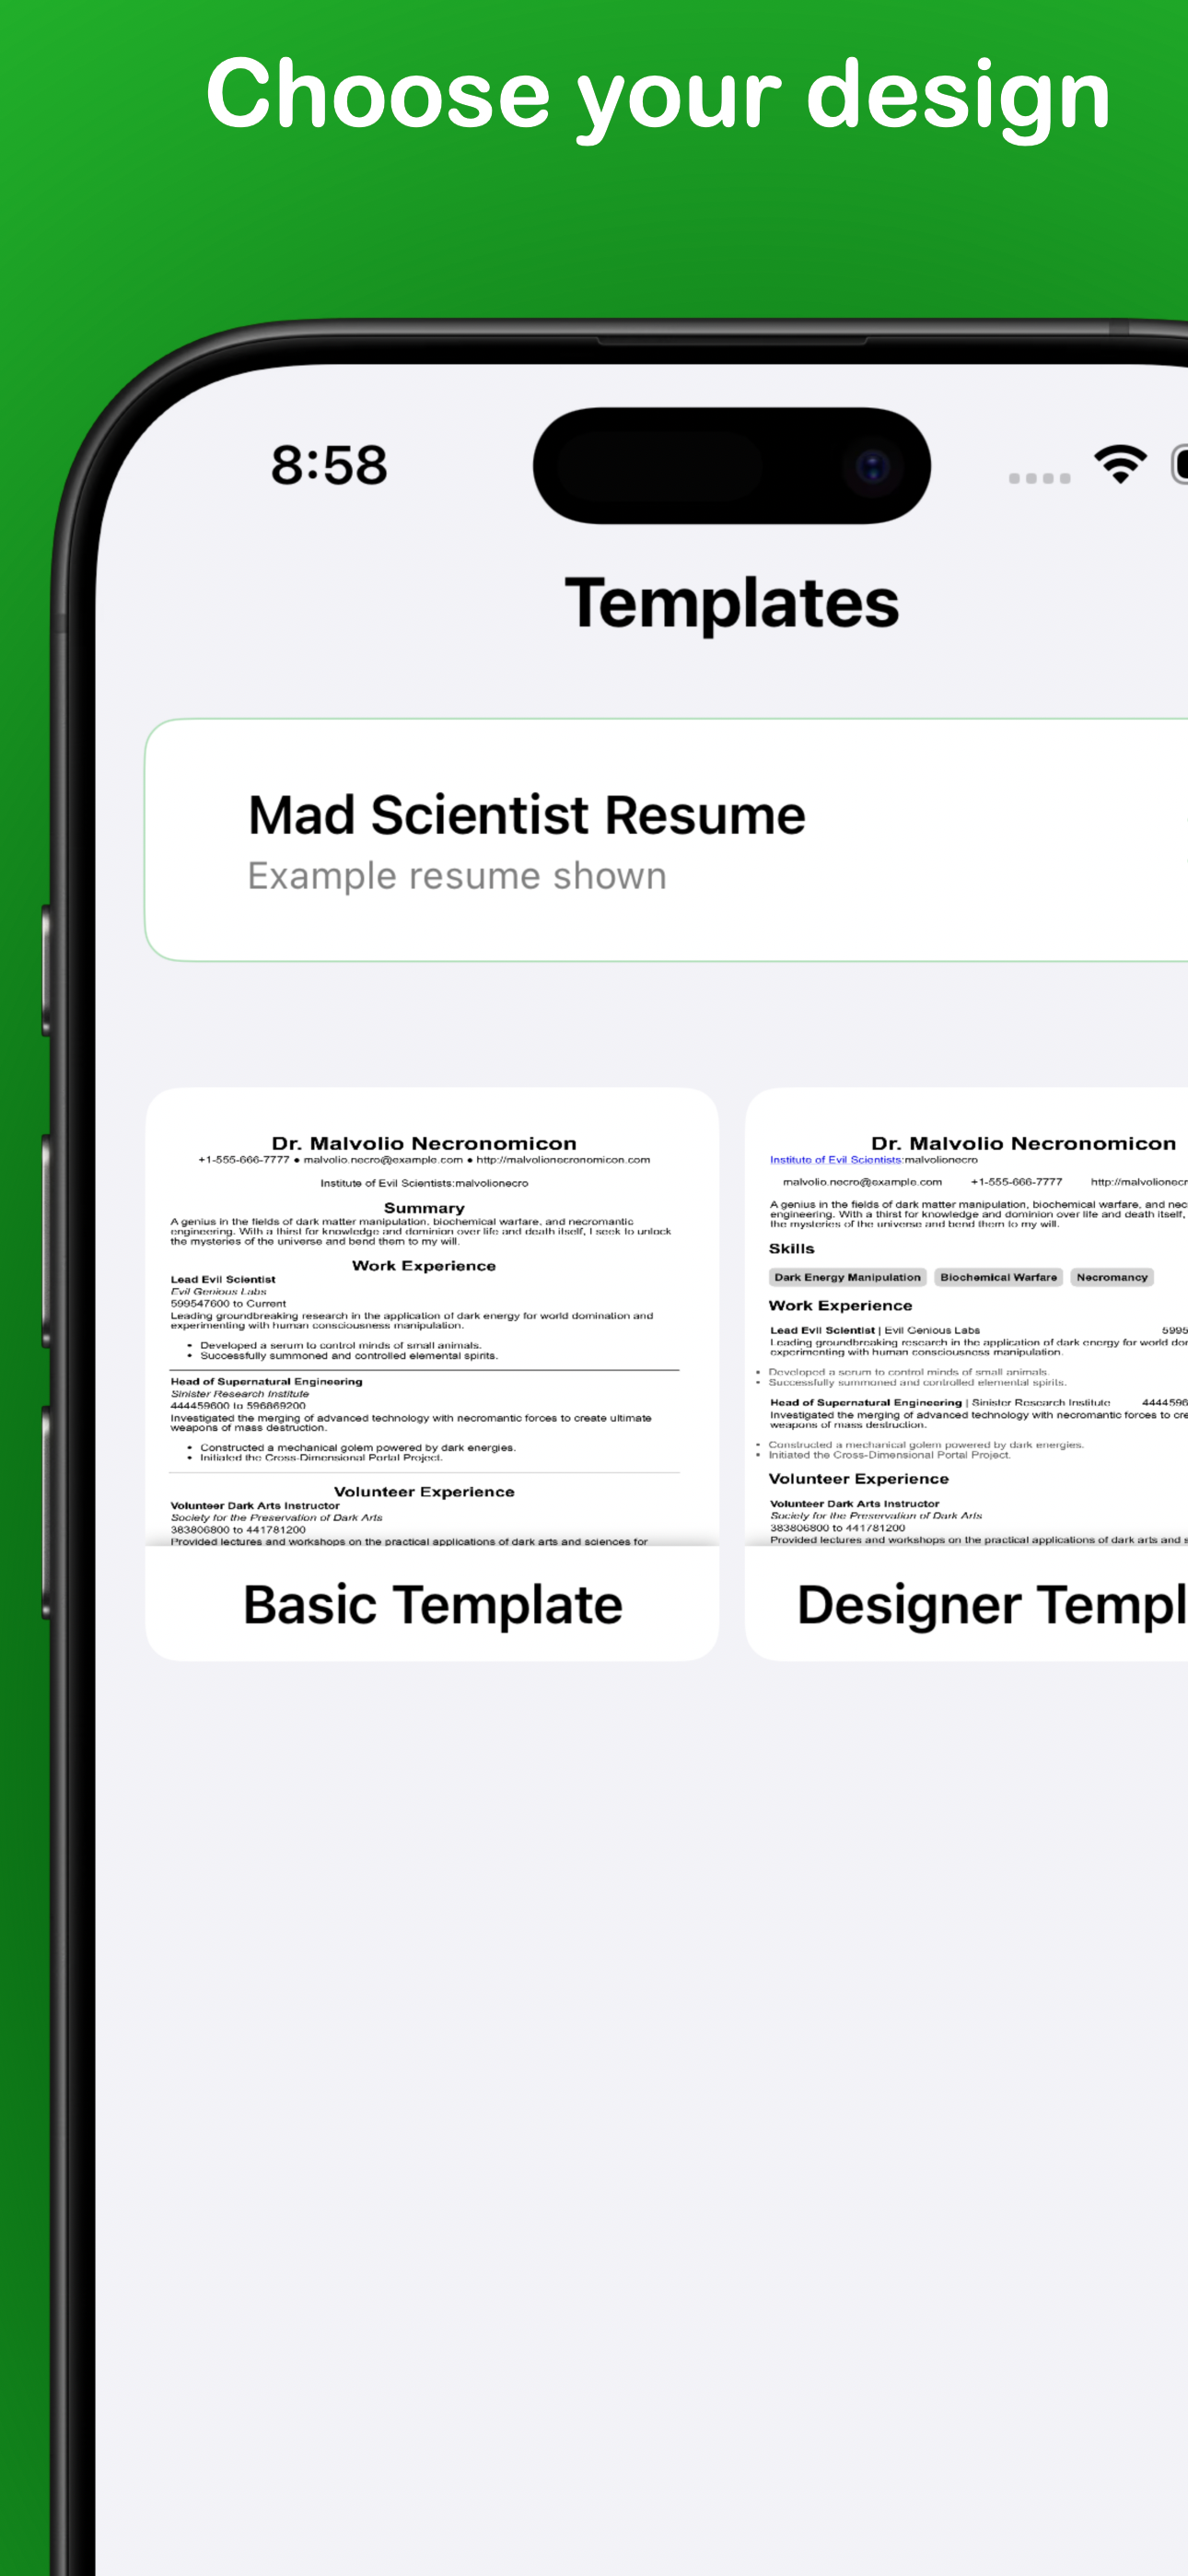 Choose your design
8:58
Templates
Mad Scientist Resume
Example resume shown
Dr. Malvolio Necronomicon
+1-555-666-7777 ● malvolio.necro@example.com ● http://malvolionecronomicon.com
Institute of Evil Scientists:malvolionecro
Summary
A genius in the fields of dark matter manipulation, biochemical warfare, and necromantic
engineering. With a thirst for knowledge and dominion over life and death itself, I seek to unlock
the mysteries of the universe and bend them to my will.
Work Experience
Lead Evil Scientist
Evil Genious Labs
599547600 to Current
Leading groundbreaking research in the application of dark energy for world domination and
experimenting with human consciousness manipulation.
• Developed a serum to control minds of small animals.
• Successfully summoned and controlled elemental spirits.
Head of Supernatural Engineering
Sinister Research Institute
444459600 to 596869200
Investigated the merging of advanced technology with necromantic forces to create ultimate
weapons of mass destruction.
• Constructed a mechanical golem powered by dark energies.
• Initiated the Cross-Dimensional Portal Project.
Volunteer Experience
Volunteer Dark Arts Instructor
Society for the Preservation of Dark Arts
383806800 to 441781200
Provided lectures and workshops on the practical applications of dark arts and sciences for
Basic Template
Dr. Malvolio Necronomicon
Institute of Evil Scientists:malvolionecro
malvolio.necro@example.com +1-555-666-7777 http://malvolionecr
A genius in the fields of dark matter manipulation, biochemical warfare, and nec
engineering. With a thirst for knowledge and dominion over life and death itself,
the mysteries of the universe and bend them to my will.
Skills
Dark Energy Manipulation Biochemical Warfare Necromancy
Work Experience
Lead Evil Scientist | Evil Genious Labs 5995
Leading groundbreaking research in the application of dark energy for world dor
experimenting with human consciousness manipulation.
• Developed a serum to control minds of small animals.
• Successfully summoned and controlled elemental spirits.
Head of Supernatural Engineering | Sinister Research Institute 4444596
Investigated the merging of advanced technology with necromantic forces to cre
weapons of mass destruction.
• Constructed a mechanical golem powered by dark energies.
• Initiated the Cross-Dimensional Portal Project.
Volunteer Experience
Volunteer Dark Arts Instructor
Society for the Preservation of Dark Arts
383806800 to 441781200
Provided lectures and workshops on the practical applications of dark arts and s
Designer Templ